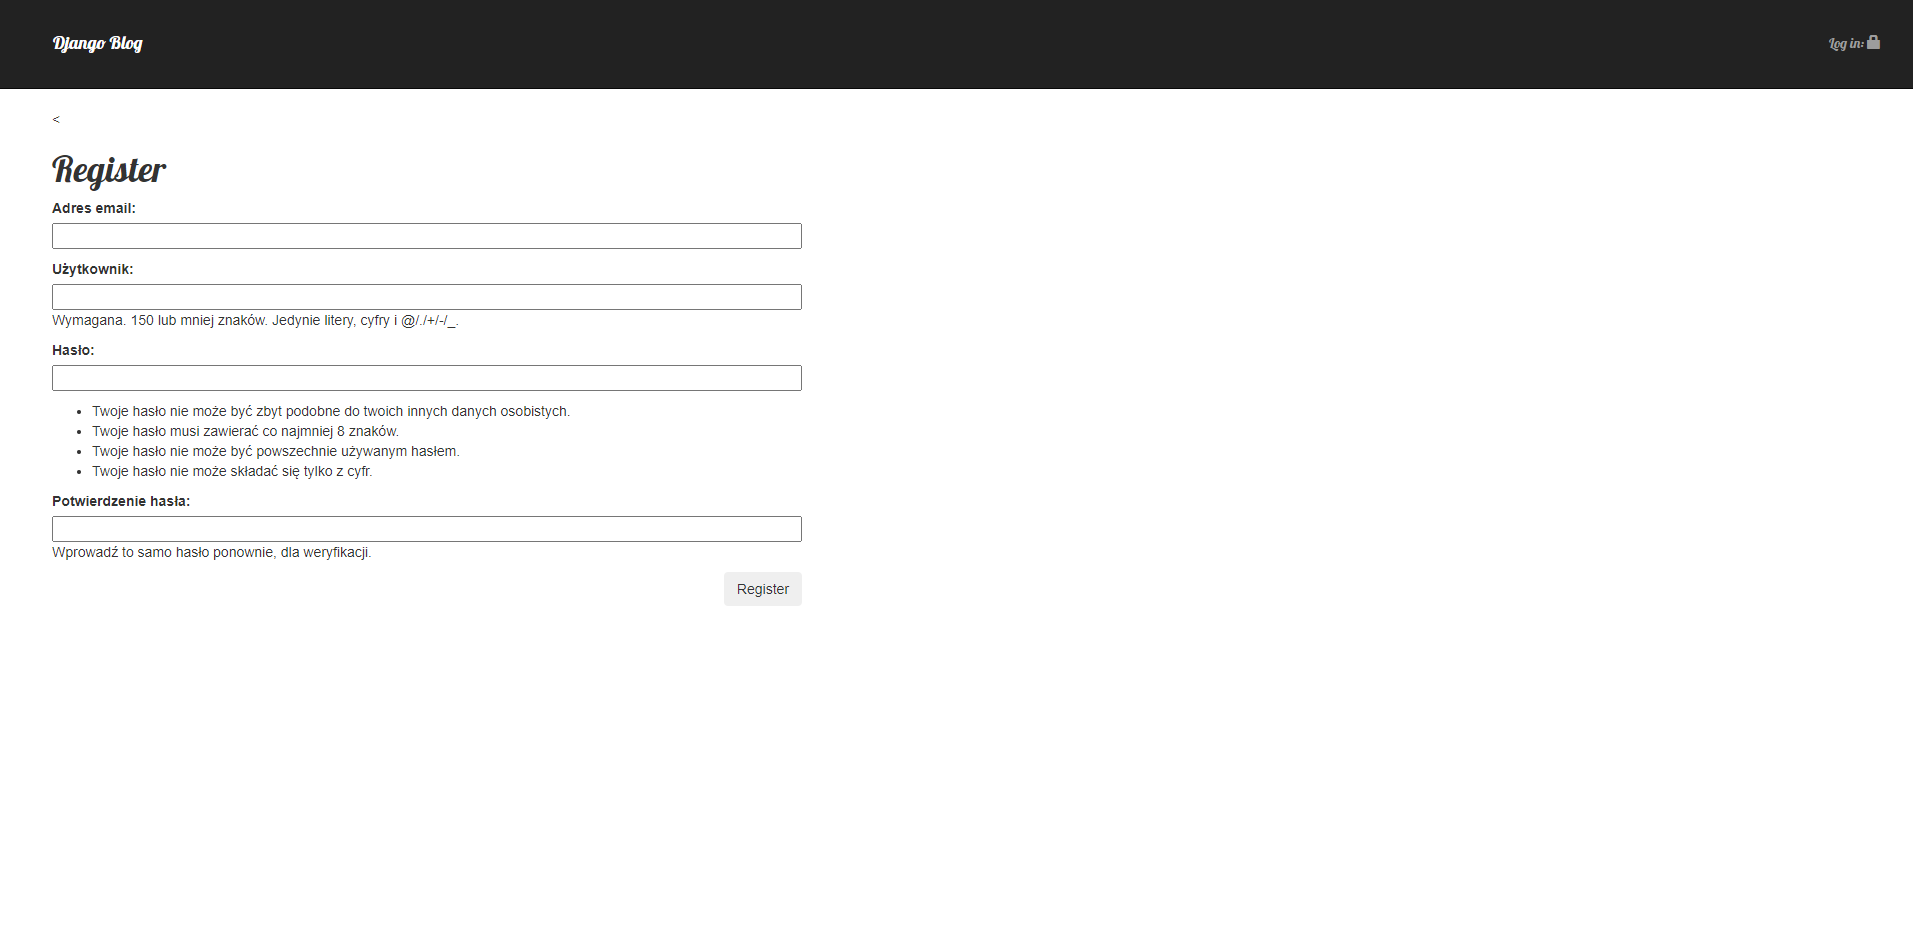 Django Blog
Log in:
<
Register
Adres email:
Użytkownik:
Wymagana. 150 lub mniej znaków. Jedynie litery, cyfry i @/./+/-/_.
Hasło:
• Twoje hasło nie może być zbyt podobne do twoich innych danych osobistych.
• Twoje hasło musi zawierać co najmniej 8 znaków.
• Twoje hasło nie może być powszechnie używanym hasłem.
• Twoje hasło nie może składać się tylko z cyfr.
Potwierdzenie hasła:
Wprowadź to samo hasło ponownie, dla weryfikacji.
Register